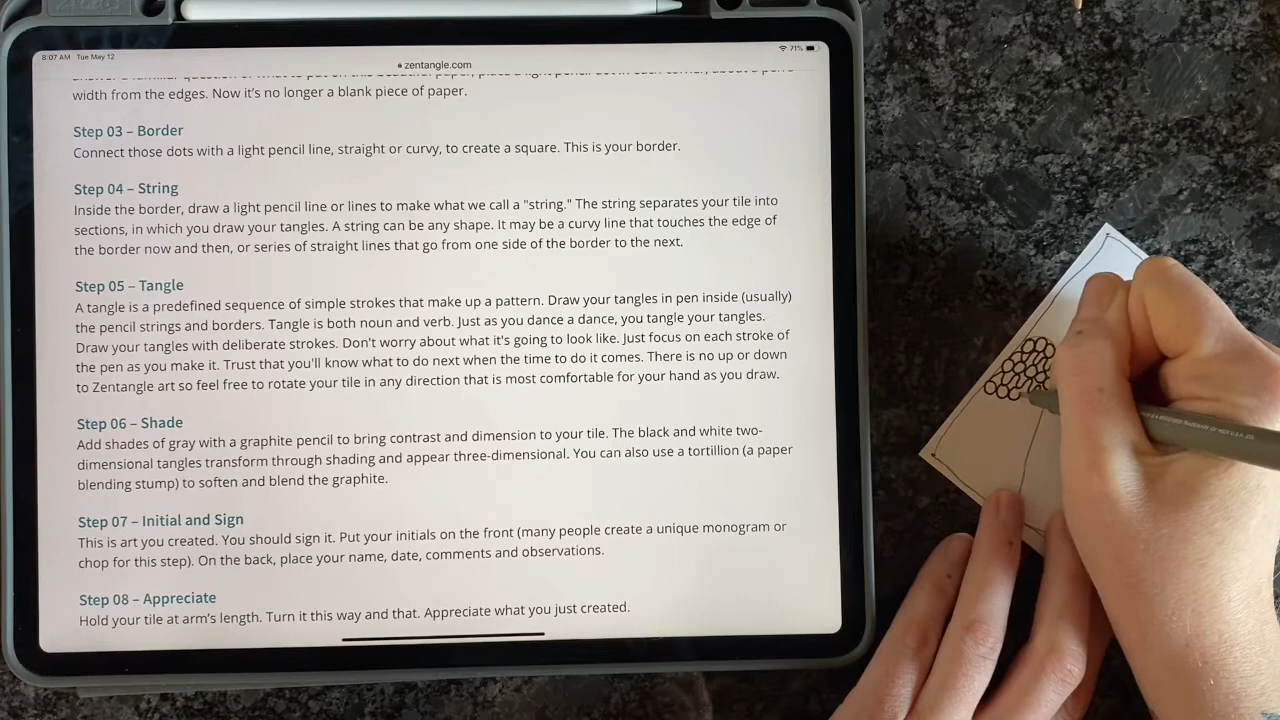 8:07 AM Tue May 12
71%
zentangle.com
width from the edges. Now it's no longer a blank piece of paper.
Step 03 – Border
Connect those dots with a light pencil line, straight or curvy, to create a square. This is your border.
Step 04 – String
Inside the border, draw a light pencil line or lines to make what we call a "string." The string separates your tile into
sections, in which you draw your tangles. A string can be any shape. It may be a curvy line that touches the edge of
the border now and then, or series of straight lines that go from one side of the border to the next.
Step 05 – Tangle
A tangle is a predefined sequence of simple strokes that make up a pattern. Draw your tangles in pen inside (usually)
the pencil strings and borders. Tangle is both noun and verb. Just as you dance a dance, you tangle your tangles.
Draw your tangles with deliberate strokes. Don't worry about what it's going to look like. Just focus on each stroke of
the pen as you make it. Trust that you'll know what to do next when the time to do it comes. There is no up or down
to Zentangle art so feel free to rotate your tile in any direction that is most comfortable for your hand as you draw.
Step 06 – Shade
Add shades of gray with a graphite pencil to bring contrast and dimension to your tile. The black and white two-
dimensional tangles transform through shading and appear three-dimensional. You can also use a tortillion (a paper
blending stump) to soften and blend the graphite.
Step 07 – Initial and Sign
This is art you created. You should sign it. Put your initials on the front (many people create a unique monogram or
chop for this step). On the back, place your name, date, comments and observations.
Step 08 – Appreciate
Hold your tile at arm's length. Turn it this way and that. Appreciate what you just created.